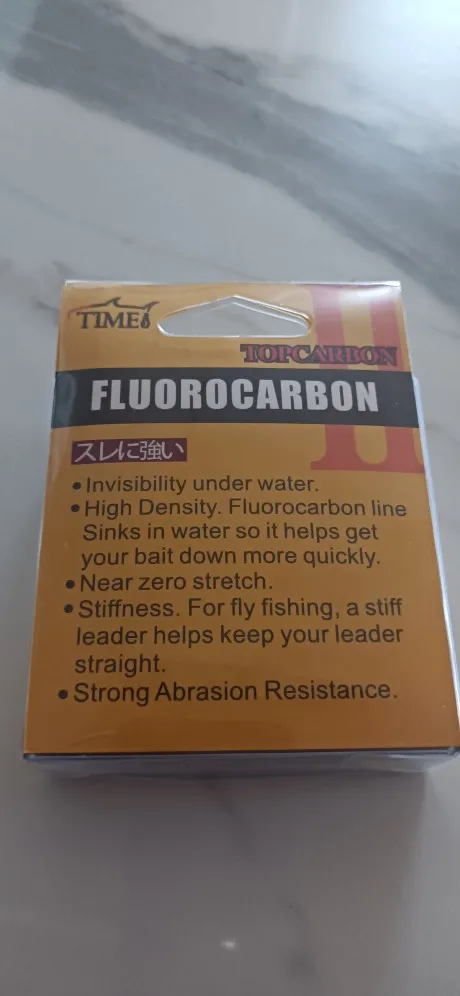 TIME
TOPCARBON
II
FLUOROCARBON
スレに強い
• Invisibility under water.
• High Density. Fluorocarbon line
Sinks in water so it helps get
your bait down more quickly.
• Near zero stretch.
• Stiffness. For fly fishing, a stiff
leader helps keep your leader
straight.
• Strong Abrasion Resistance.